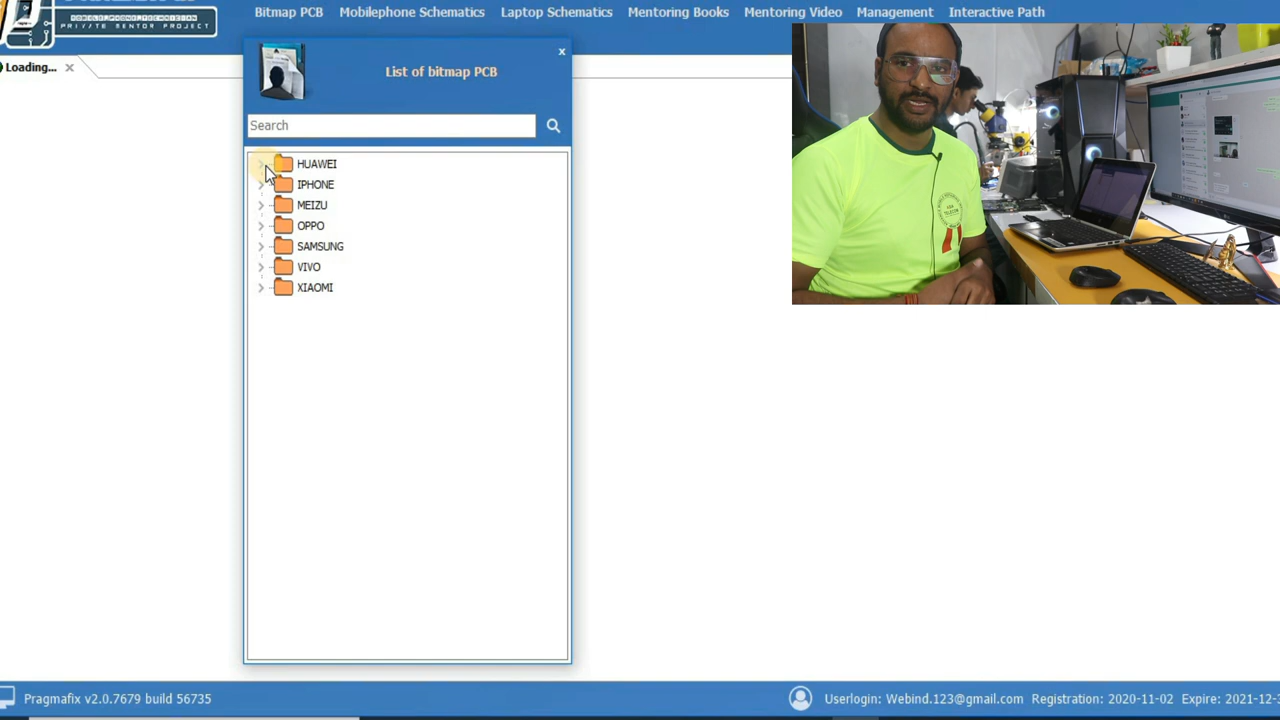 PRIVATE MENTOR PROJECT
Bitmap PCB Mobilephone Schematics Laptop Schematics Mentoring Books Mentoring Video Management Interactive Path
Loading...
List of bitmap PCB
x
Search
HUAWEI
IPHONE
MEIZU
OPPO
SAMSUNG
VIVO
XIAOMI
Pragmafix v2.0.7679 build 56735
Userlogin: Webind.123@gmail.com Registration: 2020-11-02 Expire: 2021-12-